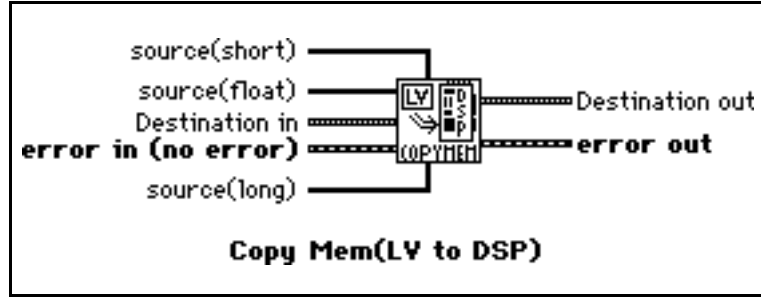 source(short)
source(float)
Destination in
error in (no error)
source(long)
LV
DSP
COPYMEM
Destination out
error out
Copy Mem(LV to DSP)